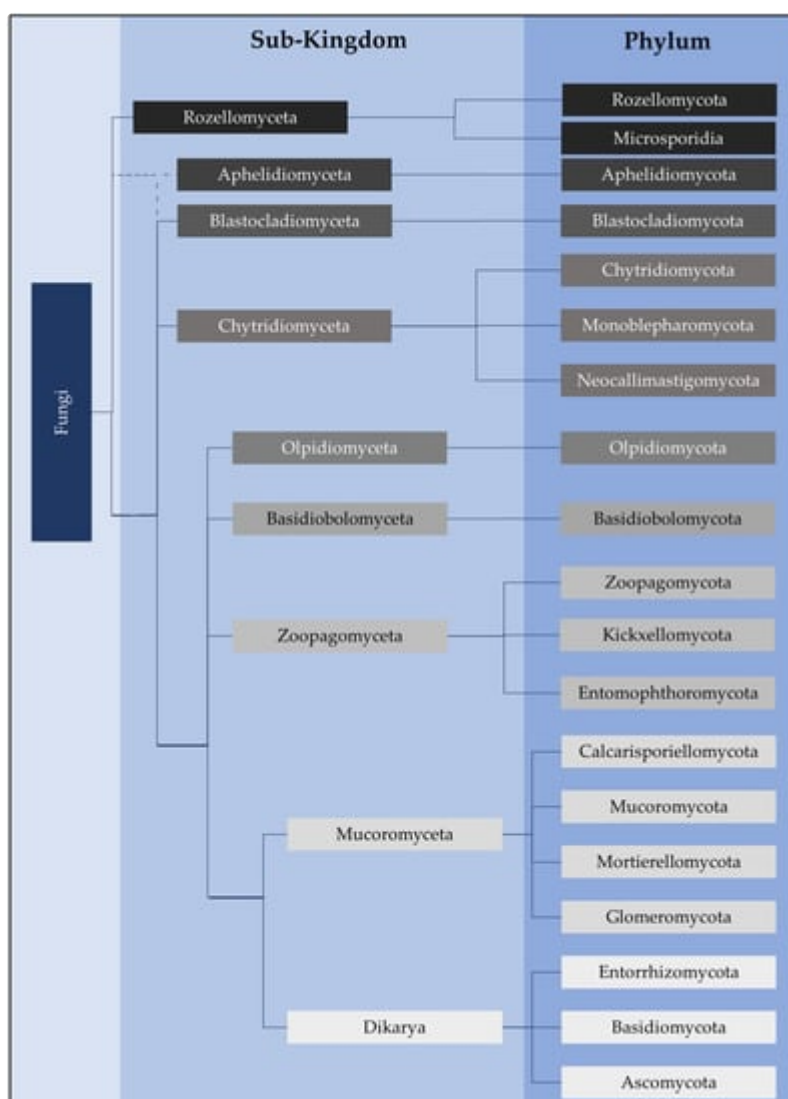 Sub-Kingdom
Phylum
Fungi
Rozellomyceta
Rozellomycota
Microsporidia
Aphelidiomyceta
Aphelidiomycota
Blastocladiomyceta
Blastocladiomycota
Chytridiomyceta
Chytridiomycota
Monoblepharomycota
Neocallimastigomycota
Olpidiomyceta
Olpidiomycota
Basidiobolomyceta
Basidiobolomycota
Zoopagomyceta
Zoopagomycota
Kickxellomycota
Entomophthoromycota
Mucoromyceta
Calcarisporiellomycota
Mucoromycota
Mortierellomycota
Glomeromycota
Dikarya
Entorrhizomycota
Basidiomycota
Ascomycota